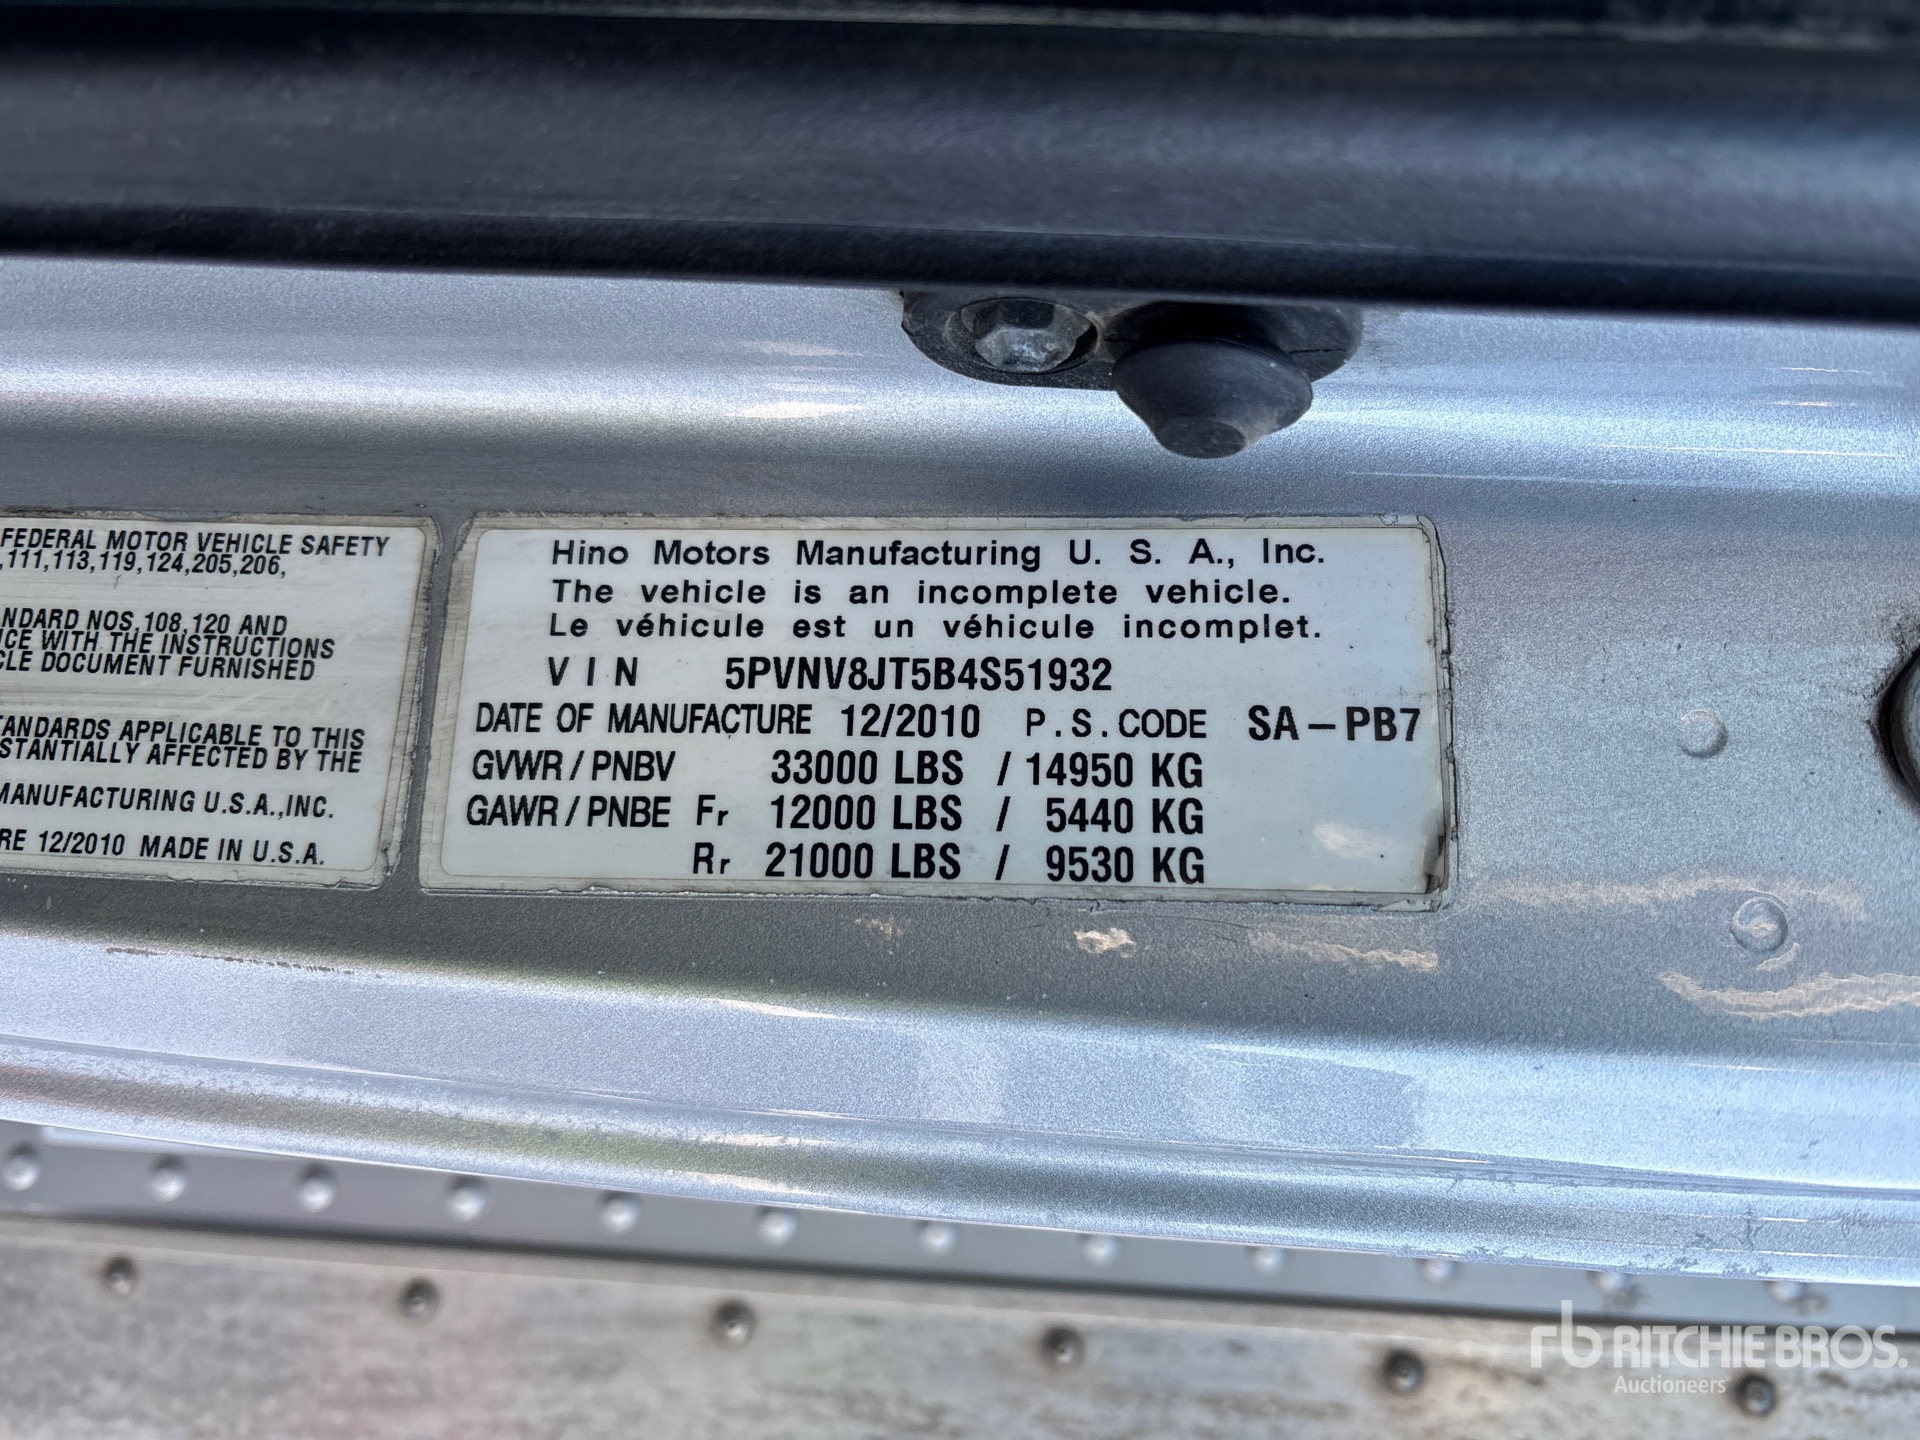 FEDERAL MOTOR VEHICLE SAFETY
,111,113,119,124,205,206,
NDARD NOS,108,120 AND
CE WITH THE INSTRUCTIONS
CLE DOCUMENT FURNISHED
TANDARDS APPLICABLE TO THIS
STANTIALLY AFFECTED BY THE
MANUFACTURING U.S.A.,INC.
RE 12/2010 MADE IN U.S.A.
Hino Motors Manufacturing U. S. A., Inc.
The vehicle is an incomplete vehicle.
Le véhicule est un véhicule incomplet.
VIN 5PVNV8JT5B4S51932
DATE OF MANUFACTURE 12/2010 P.S.CODE SA-PB7
GVWR/PNBV 33000 LBS / 14950 KG
GAWR/PNBE Fr 12000 LBS / 5440 KG
Rr 21000 LBS / 9530 KG
rb RITCHIE BROS.
Auctioneers